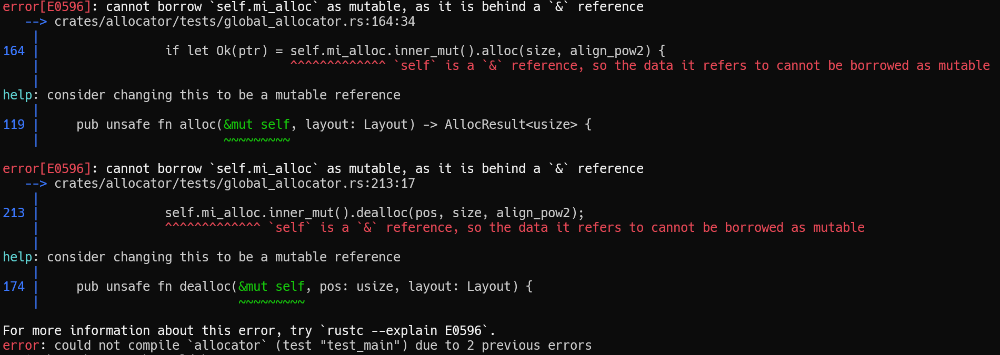 error[E0596]: cannot borrow `self.mi_alloc` as mutable, as it is behind a `&` reference
   --> crates/allocator/tests/global_allocator.rs:164:34
    |
164 |                 if let Ok(ptr) = self.mi_alloc.inner_mut().alloc(size, align_pow2) {
    |                                  ^^^^^^^^^^^^^ `self` is a `&` reference, so the data it refers to cannot be borrowed as mutable
    |
help: consider changing this to be a mutable reference
    |
119 |     pub unsafe fn alloc(&mut self, layout: Layout) -> AllocResult<usize> {
    |                         ~~~~~~~~~

error[E0596]: cannot borrow `self.mi_alloc` as mutable, as it is behind a `&` reference
   --> crates/allocator/tests/global_allocator.rs:213:17
    |
213 |                 self.mi_alloc.inner_mut().dealloc(pos, size, align_pow2);
    |                 ^^^^^^^^^^^^^ `self` is a `&` reference, so the data it refers to cannot be borrowed as mutable
    |
help: consider changing this to be a mutable reference
    |
174 |     pub unsafe fn dealloc(&mut self, pos: usize, layout: Layout) {
    |                           ~~~~~~~~~

For more information about this error, try `rustc --explain E0596`.
error: could not compile `allocator` (test "test_main") due to 2 previous errors